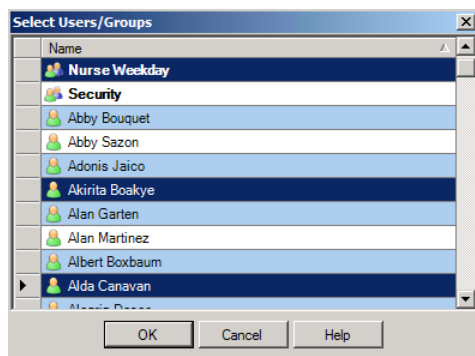 Select Users/Groups
Name
Nurse Weekday
Security
Abby Bouquet
Abby Sazon
Adonis Jaico
Akirita Boakye
Alan Garten
Alan Martinez
Albert Boxbaum
Alda Canavan
OK Cancel Help